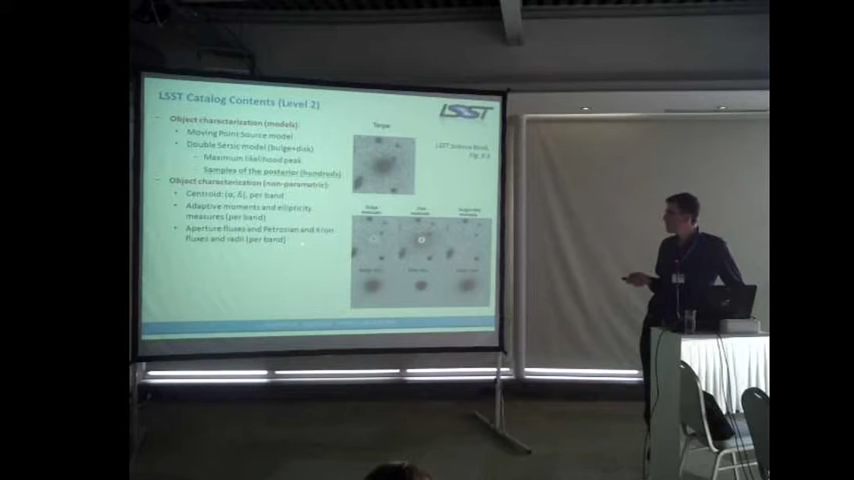 LSST Catalog Contents (Level 2)
LSST
− Object characterization (models):
• Moving Point Source model
• Double Sersic model (bulge+disk)
− Maximum likelihood peak
− Samples of the posterior (hundreds)
− Object characterization (non-parametric):
• Centroid: (α, δ), per band
• Adaptive moments and ellipticity
measures (per band)
• Aperture fluxes and Petrosian and Kron
fluxes and radii (per band)
Target
LSST Science Book,